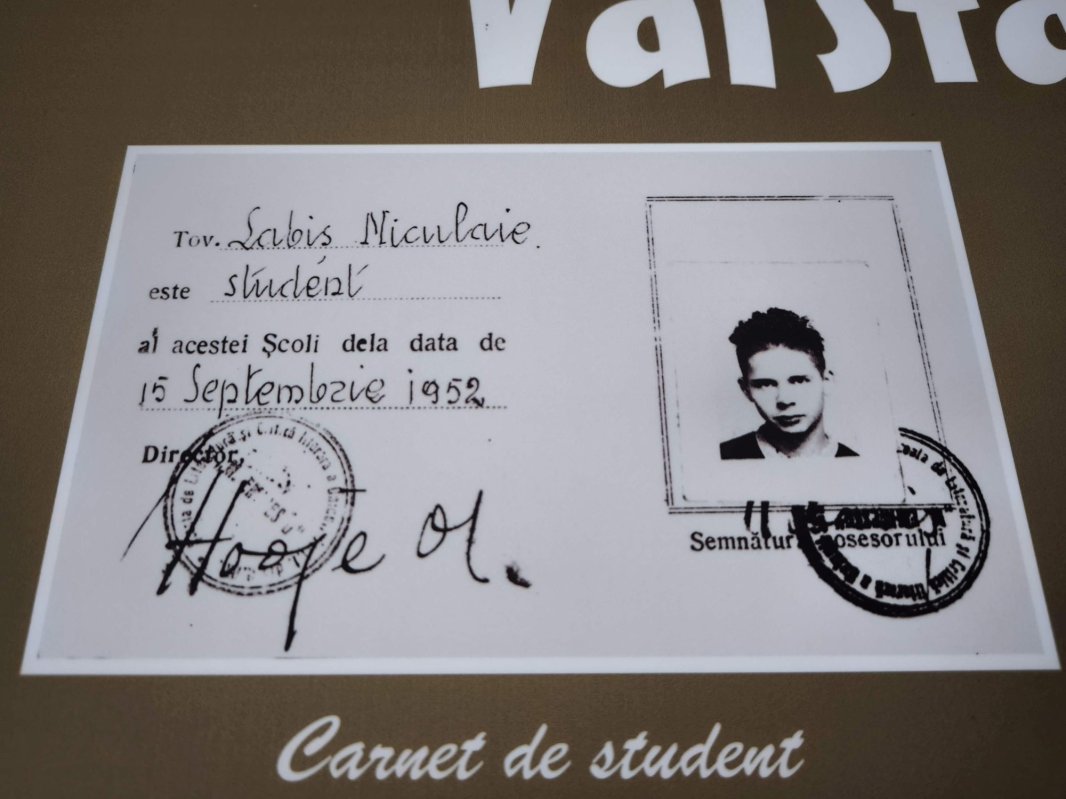 Vârsta
Tov. Labiș Niculaie.
este student
al acestei Școli dela data de
15 Septembrie 1952
Director,
Semnătura posesorului
Carnet de student